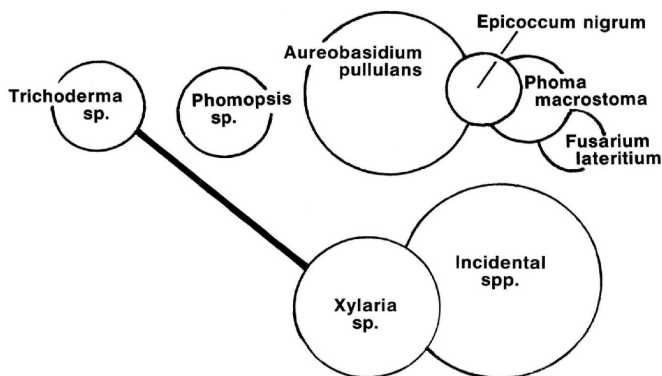 Epicoccum nigrum
Aureobasidium
pullulans
Trichoderma
sp.
Phomopsis
sp.
Phoma
macrostoma
Fusarium
lateritium
Incidental
spp.
Xylaria
sp.